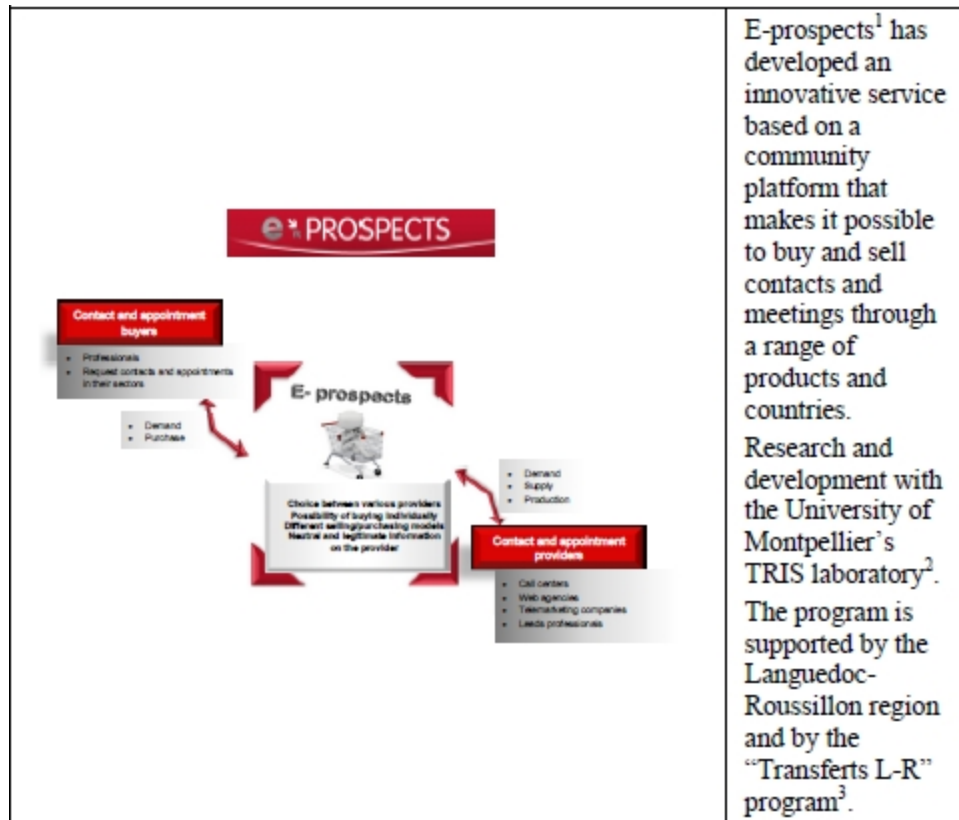 e PROSPECTS
Contact and appointment
buyers
• Professionals
• Request contacts and appointments
in their sectors
• Demand
• Purchase
E- prospects
Choice between various providers
Possibility of buying individually
Different selling/purchasing models
Neutral and legitimate information
on the provider
• Demand
• Supply
• Production
Contact and appointment
providers
• Call centers
• Web agencies
• Telemarketing companies
• Leads professionals
E-prospects¹ has
developed an
innovative service
based on a
community
platform that
makes it possible
to buy and sell
contacts and
meetings through
a range of
products and
countries.
Research and
development with
the University of
Montpellier’s
TRIS laboratory².
The program is
supported by the
Languedoc-
Roussillon region
and by the
“Transferts L-R”
program³.